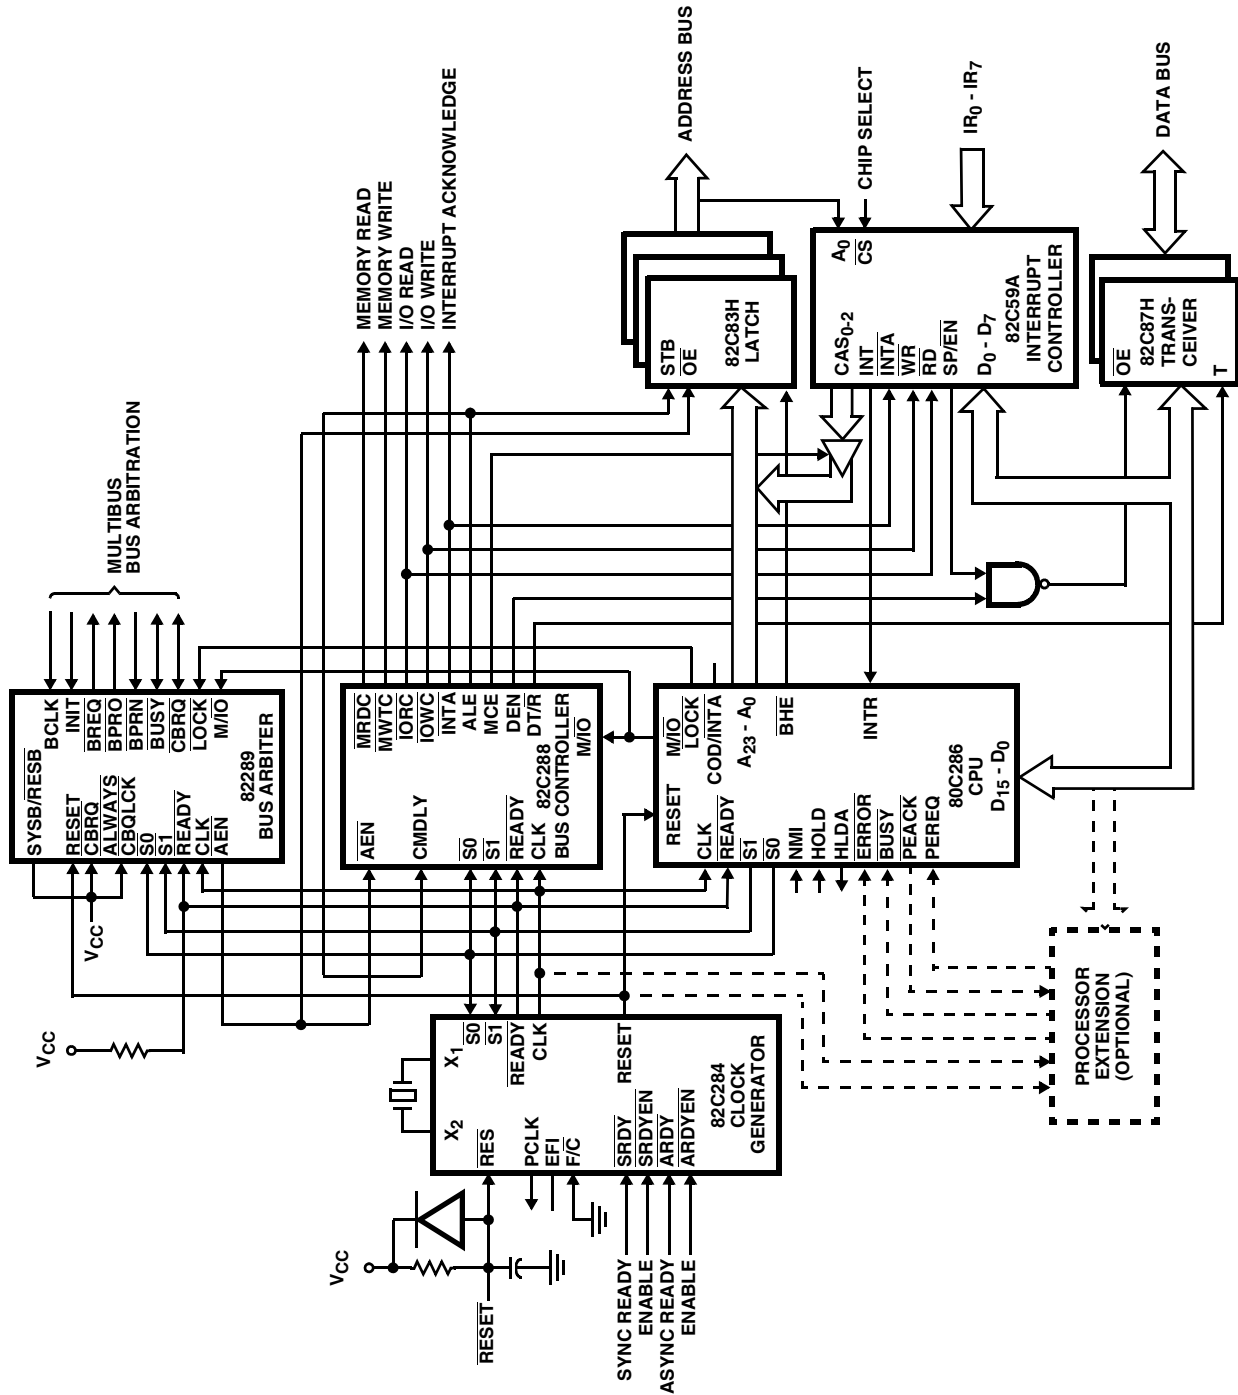 MULTIBUS
BUS ARBITRATION
BCLK
INIT
BREQ
BPRO
BPRN
BUSY
CBRQ
LOCK
M/IO
SYSB/RESB
RESET
CBRQ
ALWAYS
CBQLCK
S0
S1
READY
CLK
AEN
82289
BUS ARBITER
VCC
VCC
MEMORY READ
MEMORY WRITE
I/O READ
I/O WRITE
INTERRUPT ACKNOWLEDGE
MRDC
MWTC
IORC
IOWC
INTA
ALE
MCE
DEN
DT/R
M/IO
AEN
CMDLY
S0
S1
READY
CLK
82C288
BUS CONTROLLER
ADDRESS BUS
STB
OE
82C83H
LATCH
CHIP SELECT
IR0 - IR7
A0
CS
CAS0-2
INT
INTA
WR
RD
SP/EN
D0 - D7
82C59A
INTERRUPT
CONTROLLER
DATA BUS
OE
82C87H
TRANS-
CEIVER
T
M/IO
LOCK
COD/INTA
A23 - A0
BHE
INTR
80C286
CPU
D15 - D0
RESET
CLK
READY
S1
S0
NMI
HOLD
HLDA
ERROR
BUSY
PEACK
PEREQ
PROCESSOR
EXTENSION
(OPTIONAL)
X2
X1
S0
S1
READY
CLK
RESET
RES
PCLK
EFI
F/C
SRDY
SRDYEN
ARDY
ARDYEN
82C284
CLOCK
GENERATOR
VCC
RESET
SYNC READY
ENABLE
ASYNC READY
ENABLE